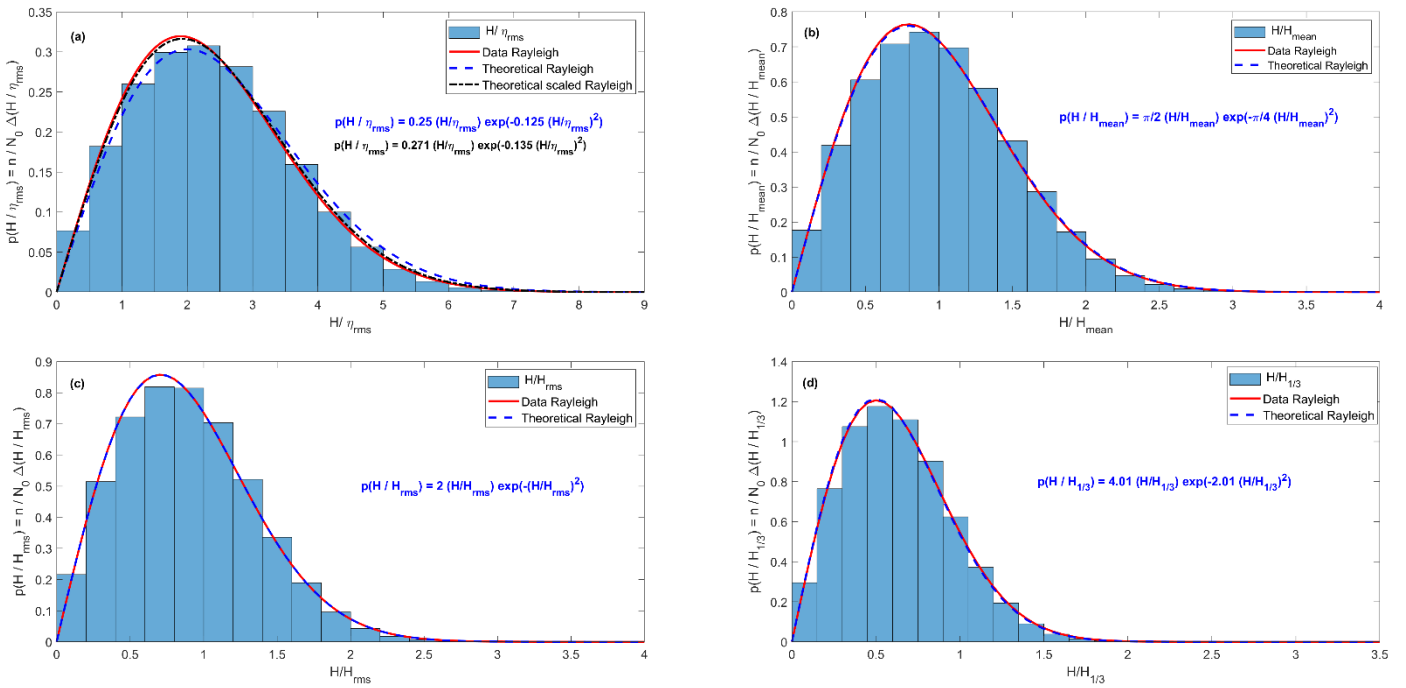 (a)
H/ η_rms
Data Rayleigh
Theoretical Rayleigh
Theoretical scaled Rayleigh
p(H / η_rms) = 0.25 (H/η_rms) exp(-0.125 (H/η_rms)^2)
p(H / η_rms) = 0.271 (H/η_rms) exp(-0.135 (H/η_rms)^2)
p(H / η_rms) = n / N_0 Δ(H / η_rms)
0.35
0.3
0.25
0.2
0.15
0.1
0.05
0
0 1 2 3 4 5 6 7 8 9
H/ η_rms
(b)
H/H_mean
Data Rayleigh
Theoretical Rayleigh
p(H / H_mean) = π/2 (H/H_mean) exp(-π/4 (H/H_mean)^2)
p(H / H_mean) = n / N_0 Δ(H / H_mean)
0.8
0.7
0.6
0.5
0.4
0.3
0.2
0.1
0
0 0.5 1 1.5 2 2.5 3 3.5 4
H/ H_mean
(c)
H/H_rms
Data Rayleigh
Theoretical Rayleigh
p(H / H_rms) = 2 (H/H_rms) exp(-(H/H_rms)^2)
p(H / H_rms) = n / N_0 Δ(H / H_rms)
0.9
0.8
0.7
0.6
0.5
0.4
0.3
0.2
0.1
0
0 0.5 1 1.5 2 2.5 3 3.5 4
H/H_rms
(d)
H/H_1/3
Data Rayleigh
Theoretical Rayleigh
p(H / H_1/3) = 4.01 (H/H_1/3) exp(-2.01 (H/H_1/3)^2)
p(H / H_1/3) = n / N_0 Δ(H / H_1/3)
1.4
1.2
1
0.8
0.6
0.4
0.2
0
0 0.5 1 1.5 2 2.5 3 3.5
H/H_1/3